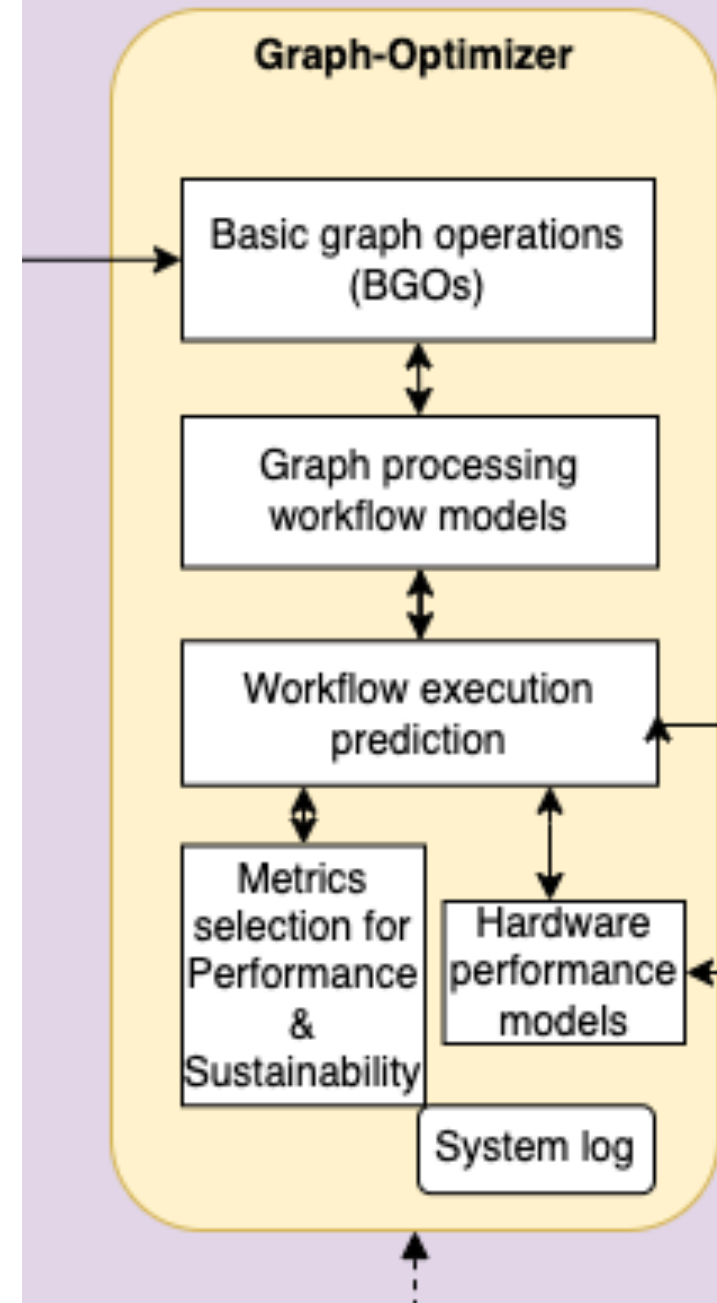 Graph-Optimizer
Basic graph operations
(BGOs)
Graph processing
workflow models
Workflow execution
prediction
Metrics
selection for
Performance
&
Sustainability
Hardware
performance
models
System log